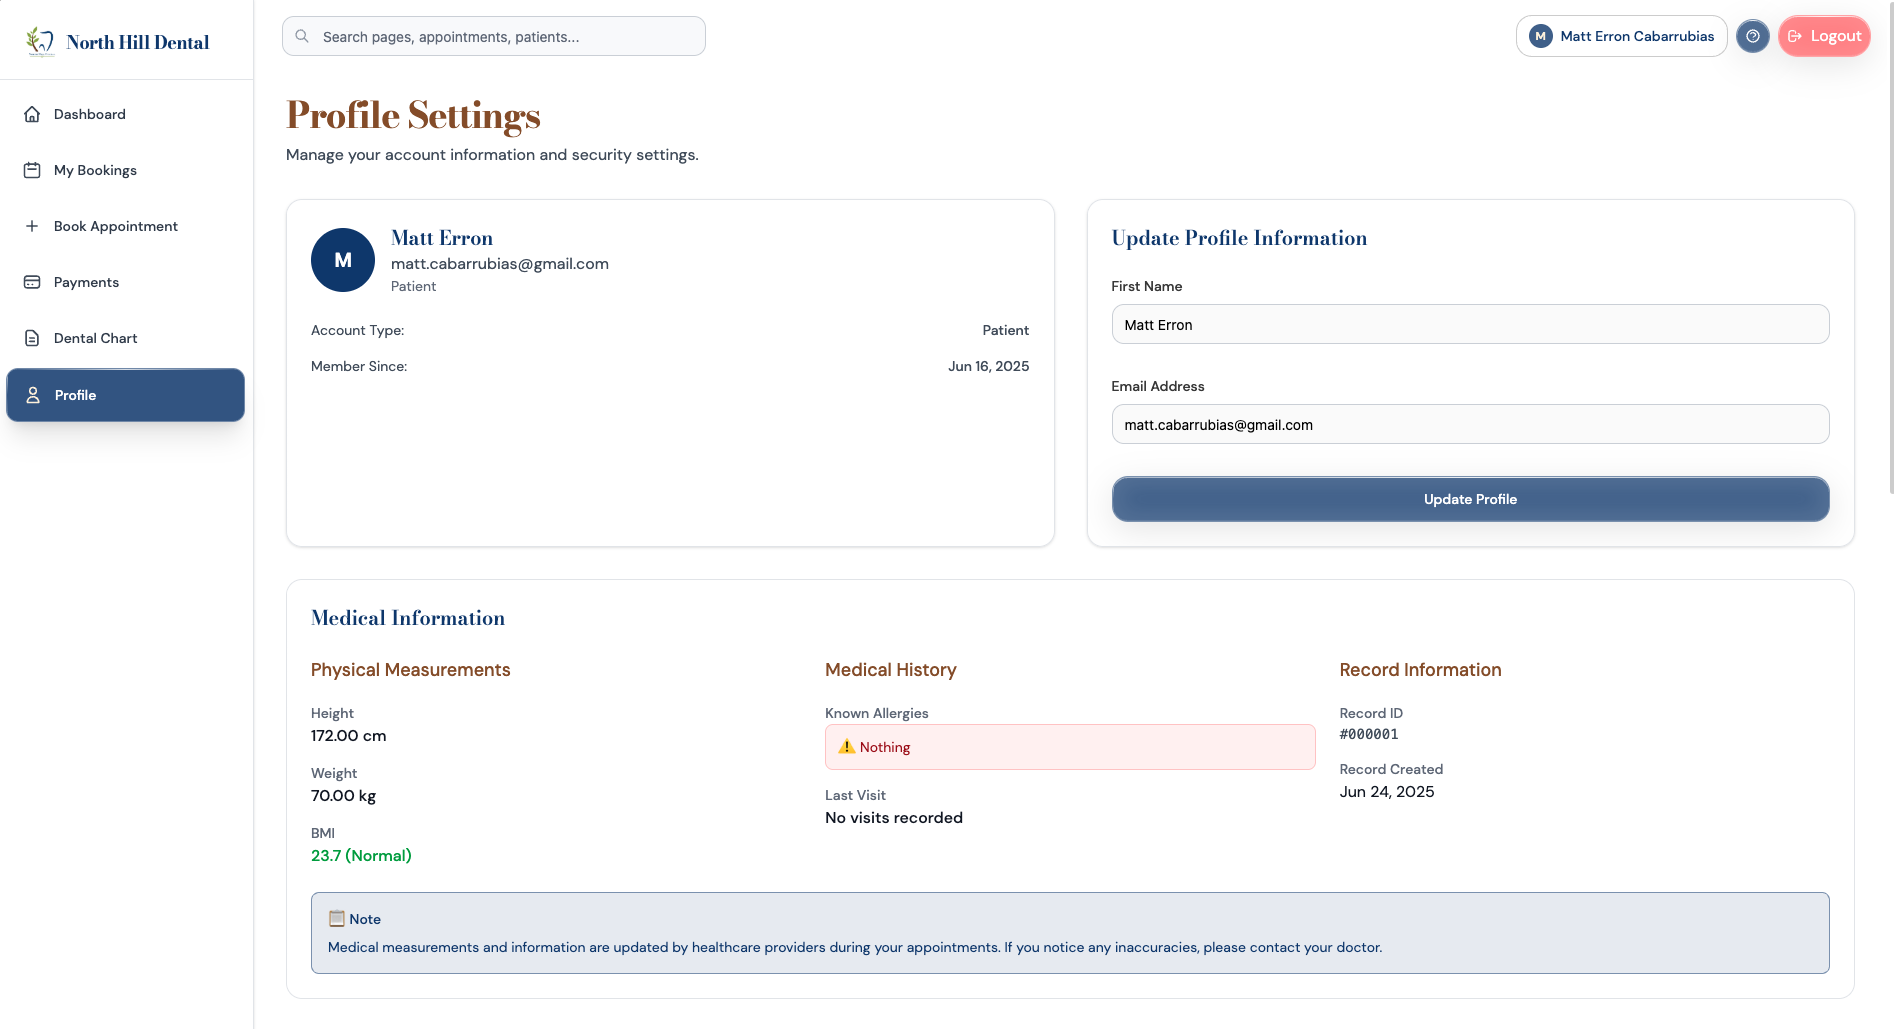 North Hill Dental
Search pages, appointments, patients...
M Matt Erron Cabarrubias
Logout
Dashboard
My Bookings
Book Appointment
Payments
Dental Chart
Profile
Profile Settings
Manage your account information and security settings.
M
Matt Erron
matt.cabarrubias@gmail.com
Patient
Account Type: Patient
Member Since: Jun 16, 2025
Update Profile Information
First Name
Matt Erron
Email Address
matt.cabarrubias@gmail.com
Update Profile
Medical Information
Physical Measurements
Height
172.00 cm
Weight
70.00 kg
BMI
23.7 (Normal)
Medical History
Known Allergies
⚠️ Nothing
Last Visit
No visits recorded
Record Information
Record ID
#000001
Record Created
Jun 24, 2025
📋 Note
Medical measurements and information are updated by healthcare providers during your appointments. If you notice any inaccuracies, please contact your doctor.